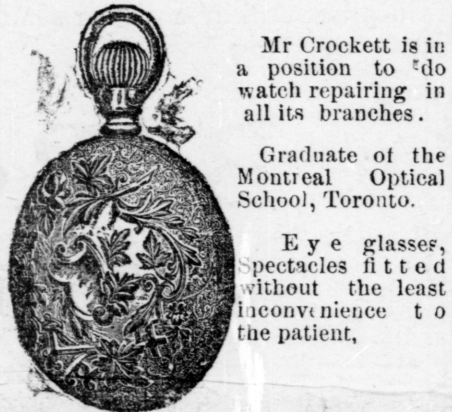 Mr Crockett is in
a position to do
watch repairing in
all its branches.
Graduate of the
Montreal Optical
School, Toronto.
Eye glasses,
Spectacles fitted
without the least
inconvenience to
the patient,